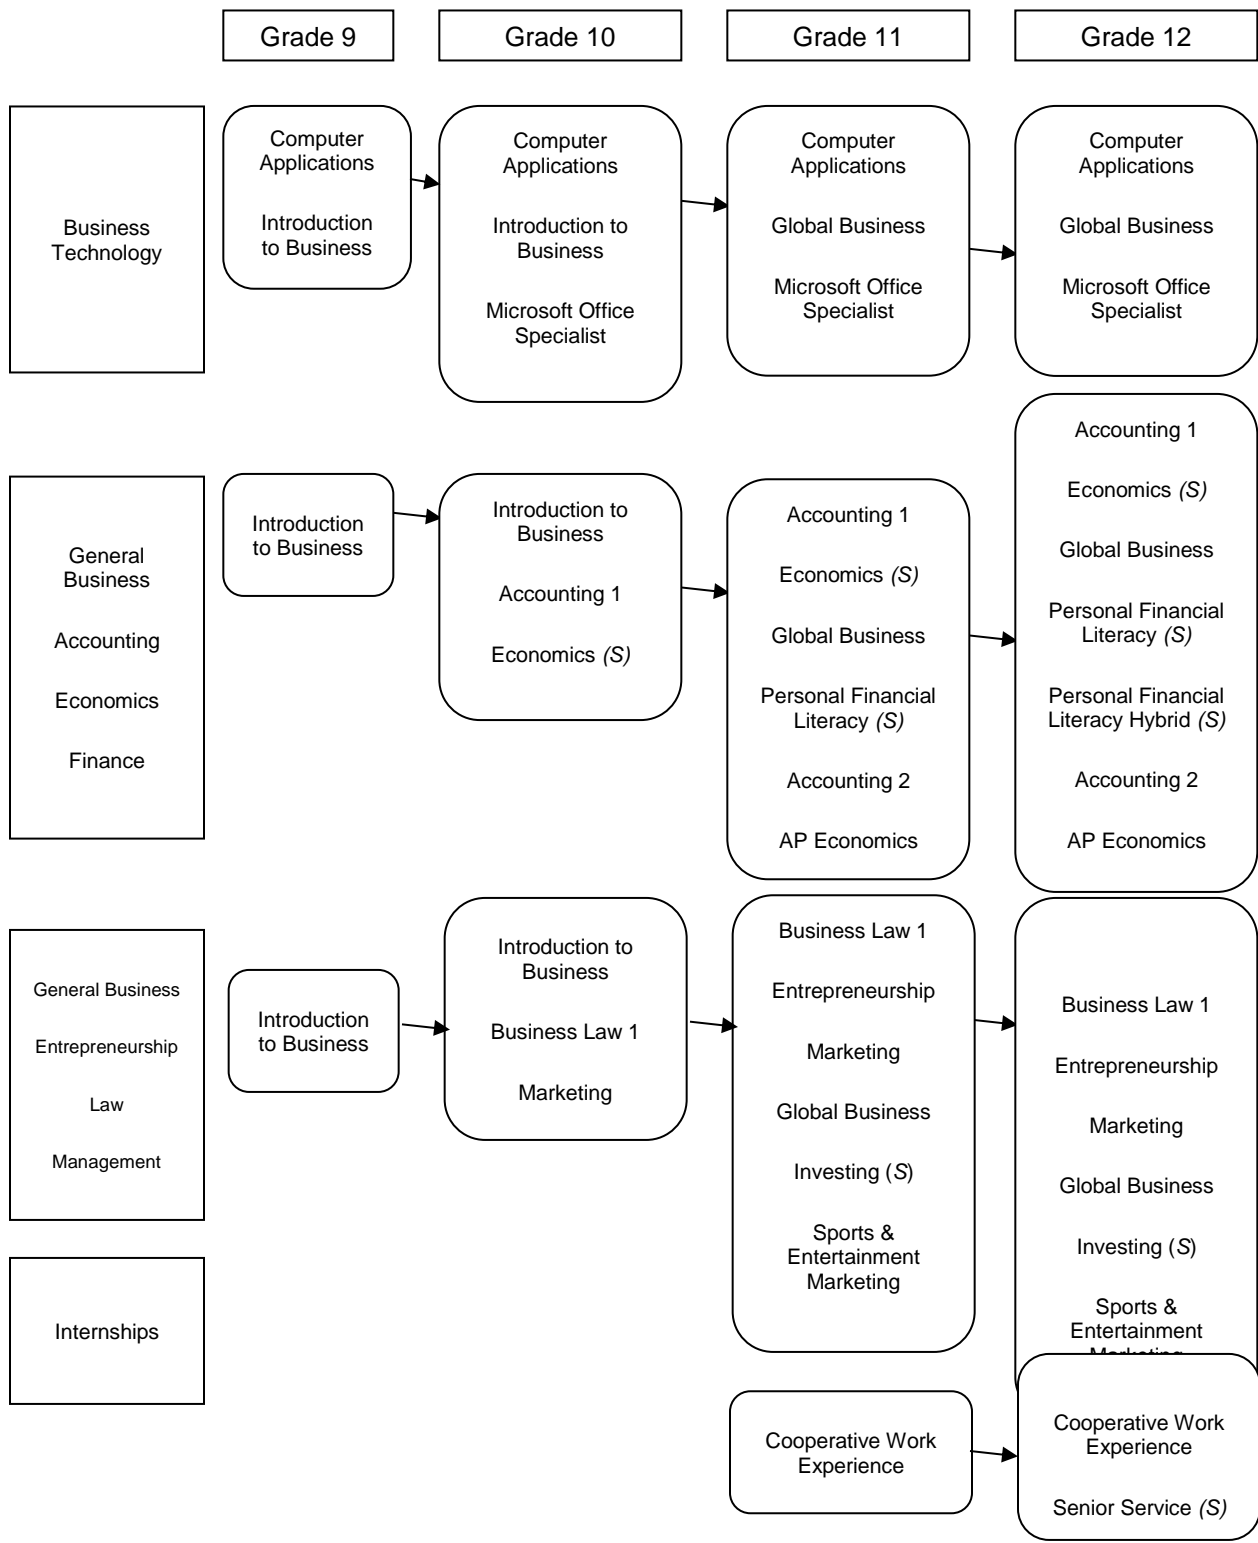 Grade 9
Grade 10
Grade 11
Grade 12
Business
Technology
Computer
Applications
Introduction
to Business
Computer
Applications
Introduction to
Business
Microsoft Office
Specialist
Computer
Applications
Global Business
Microsoft Office
Specialist
Computer
Applications
Global Business
Microsoft Office
Specialist
General
Business
Accounting
Economics
Finance
Introduction
to Business
Introduction to
Business
Accounting 1
Economics (S)
Accounting 1
Economics (S)
Global Business
Personal Financial
Literacy (S)
Accounting 2
AP Economics
Accounting 1
Economics (S)
Global Business
Personal Financial
Literacy (S)
Personal Financial
Literacy Hybrid (S)
Accounting 2
AP Economics
General Business
Entrepreneurship
Law
Management
Introduction
to Business
Introduction to
Business
Business Law 1
Marketing
Business Law 1
Entrepreneurship
Marketing
Global Business
Investing (S)
Sports &
Entertainment
Marketing
Business Law 1
Entrepreneurship
Marketing
Global Business
Investing (S)
Sports &
Entertainment
Marketing
Internships
Cooperative Work
Experience
Cooperative Work
Experience
Senior Service (S)